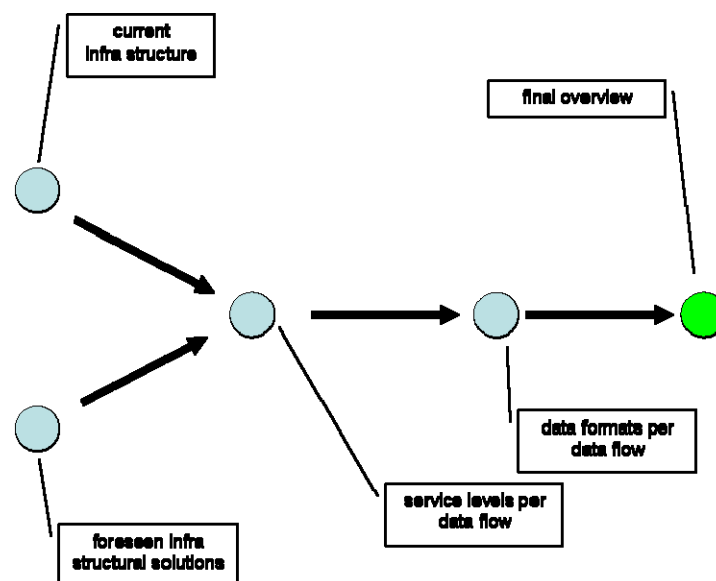 current
infra structure
final overview
data formats per
data flow
service levels per
data flow
foreseen infra
structural solutions